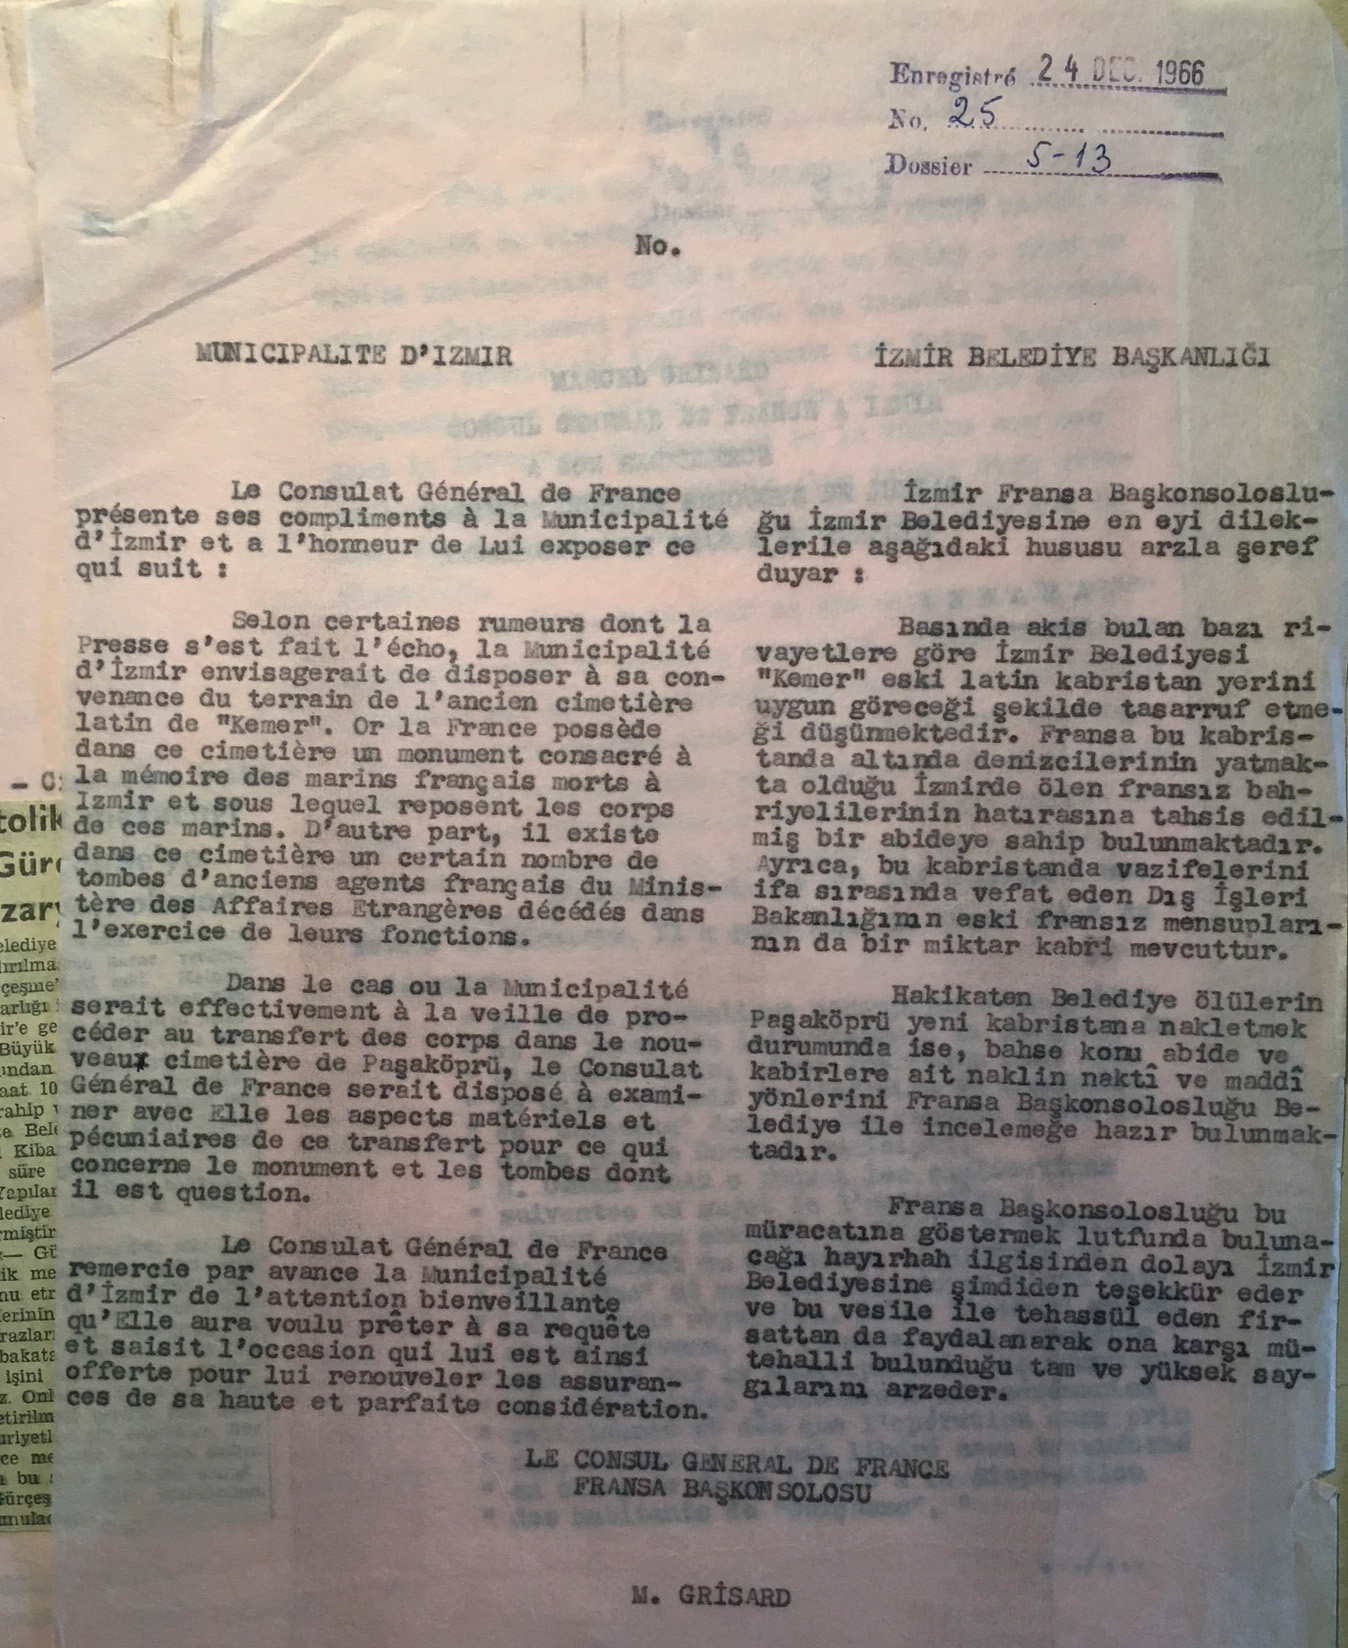 Enregistré 24 DEC. 1966
No. 25
Dossier 5-13
No.
MUNICIPALITE D'IZMIR
Le Consulat Général de France
présente ses compliments à la Municipalité
d'İzmir et a l'honneur de Lui exposer ce
qui suit :
Selon certaines rumeurs dont la
Presse s'est fait l'écho, la Municipalité
d'İzmir envisagerait de disposer à sa con-
venance du terrain de l'ancien cimetière
latin de "Kemer". Or la France possède
dans ce cimetière un monument consacré à
la mémoire des marins français morts à
Izmir et sous lequel reposent les corps
de ces marins. D'autre part, il existe
dans ce cimetière un certain nombre de
tombes d'anciens agents français du Minis-
tère des Affaires Etrangères décédés dans
l'exercice de leurs fonctions.
Dans le cas ou la Municipalité
serait effectivement à la veille de pro-
céder au transfert des corps dans le nou-
veaux cimetière de Paşaköprü, le Consulat
Général de France serait disposé à exami-
ner avec Elle les aspects matériels et
pécuniaires de ce transfert pour ce qui
concerne le monument et les tombes dont
il est question.
Le Consulat Général de France
remercie par avance la Municipalité
d'İzmir de l'attention bienveillante
qu'Elle aura voulu prêter à sa requête
et saisit l'occasion qui lui est ainsi
offerte pour lui renouveler les assuran-
ces de sa haute et parfaite considération.
İZMİR BELEDİYE BAŞKANLIĞI
İzmir Fransa Başkonsoloslu-
ğu İzmir Belediyesine en eyi dilek-
lerile aşağıdaki hususu arzla şeref
duyar :
Basında akis bulan bazı ri-
vayetlere göre İzmir Belediyesi
"Kemer" eski latin kabristan yerini
uygun göreceği şekilde tasarruf etme-
ği düşünmektedir. Fransa bu kabris-
tanda altında denizcilerinin yatmak-
ta olduğu İzmirde ölen fransız bah-
riyelilerinin hatırasına tahsis edil-
miş bir abideye sahip bulunmaktadır.
Ayrıca, bu kabristanda vazifelerini
ifa sırasında vefat eden Dış İşleri
Bakanlığının eski fransız mensupları-
nın da bir miktar kabri mevcuttur.
Hakikaten Belediye ölülerin
Paşaköprü yeni kabristana nakletmek
durumunda ise, bahse konu abide ve
kabirlere ait naklin naktî ve maddî
yönlerini Fransa Başkonsolosluğu Be-
lediye ile incelemeğe hazır bulunmak-
tadır.
Fransa Başkonsolosluğu bu
müracatına göstermek lutfunda buluna-
cağı hayırhah ilgisinden dolayı İzmir
Belediyesine şimdiden teşekkür eder
ve bu vesile ile tehassül eden fır-
sattan da faydalanarak ona karşı mü-
tehalli bulunduğu tam ve yüksek say-
gılarını arzeder.
LE CONSUL GENERAL DE FRANCE
FRANSA BAŞKONSOLOSU
M. GRİSARD